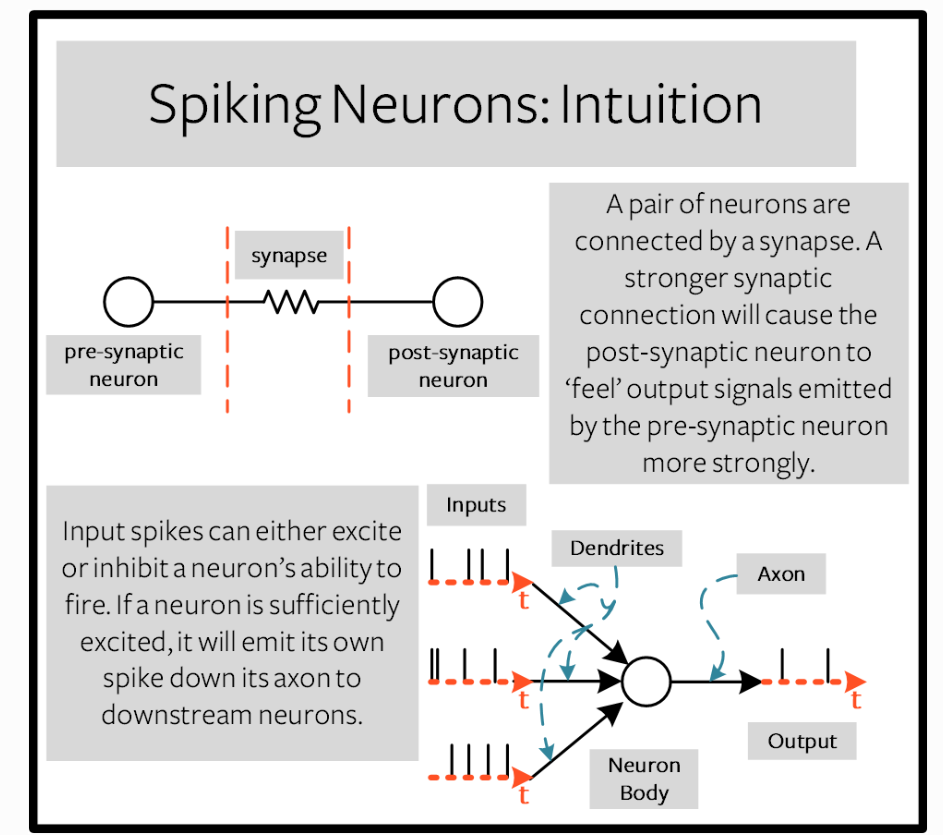 Spiking Neurons: Intuition
synapse
pre-synaptic
neuron
post-synaptic
neuron
A pair of neurons are
connected by a synapse. A
stronger synaptic
connection will cause the
post-synaptic neuron to
‘feel’ output signals emitted
by the pre-synaptic neuron
more strongly.
Input spikes can either excite
or inhibit a neuron’s ability to
fire. If a neuron is sufficiently
excited, it will emit its own
spike down its axon to
downstream neurons.
Inputs
Dendrites
Axon
t
t
t
t
Output
Neuron
Body